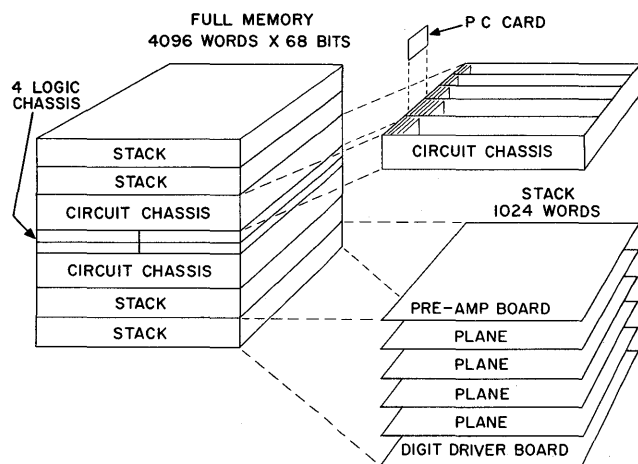 FULL MEMORY
4096 WORDS X 68 BITS
P C CARD
4 LOGIC
CHASSIS
STACK
STACK
CIRCUIT CHASSIS
CIRCUIT CHASSIS
STACK
STACK
CIRCUIT CHASSIS
STACK
1024 WORDS
PRE-AMP BOARD
PLANE
PLANE
PLANE
PLANE
DIGIT DRIVER BOARD